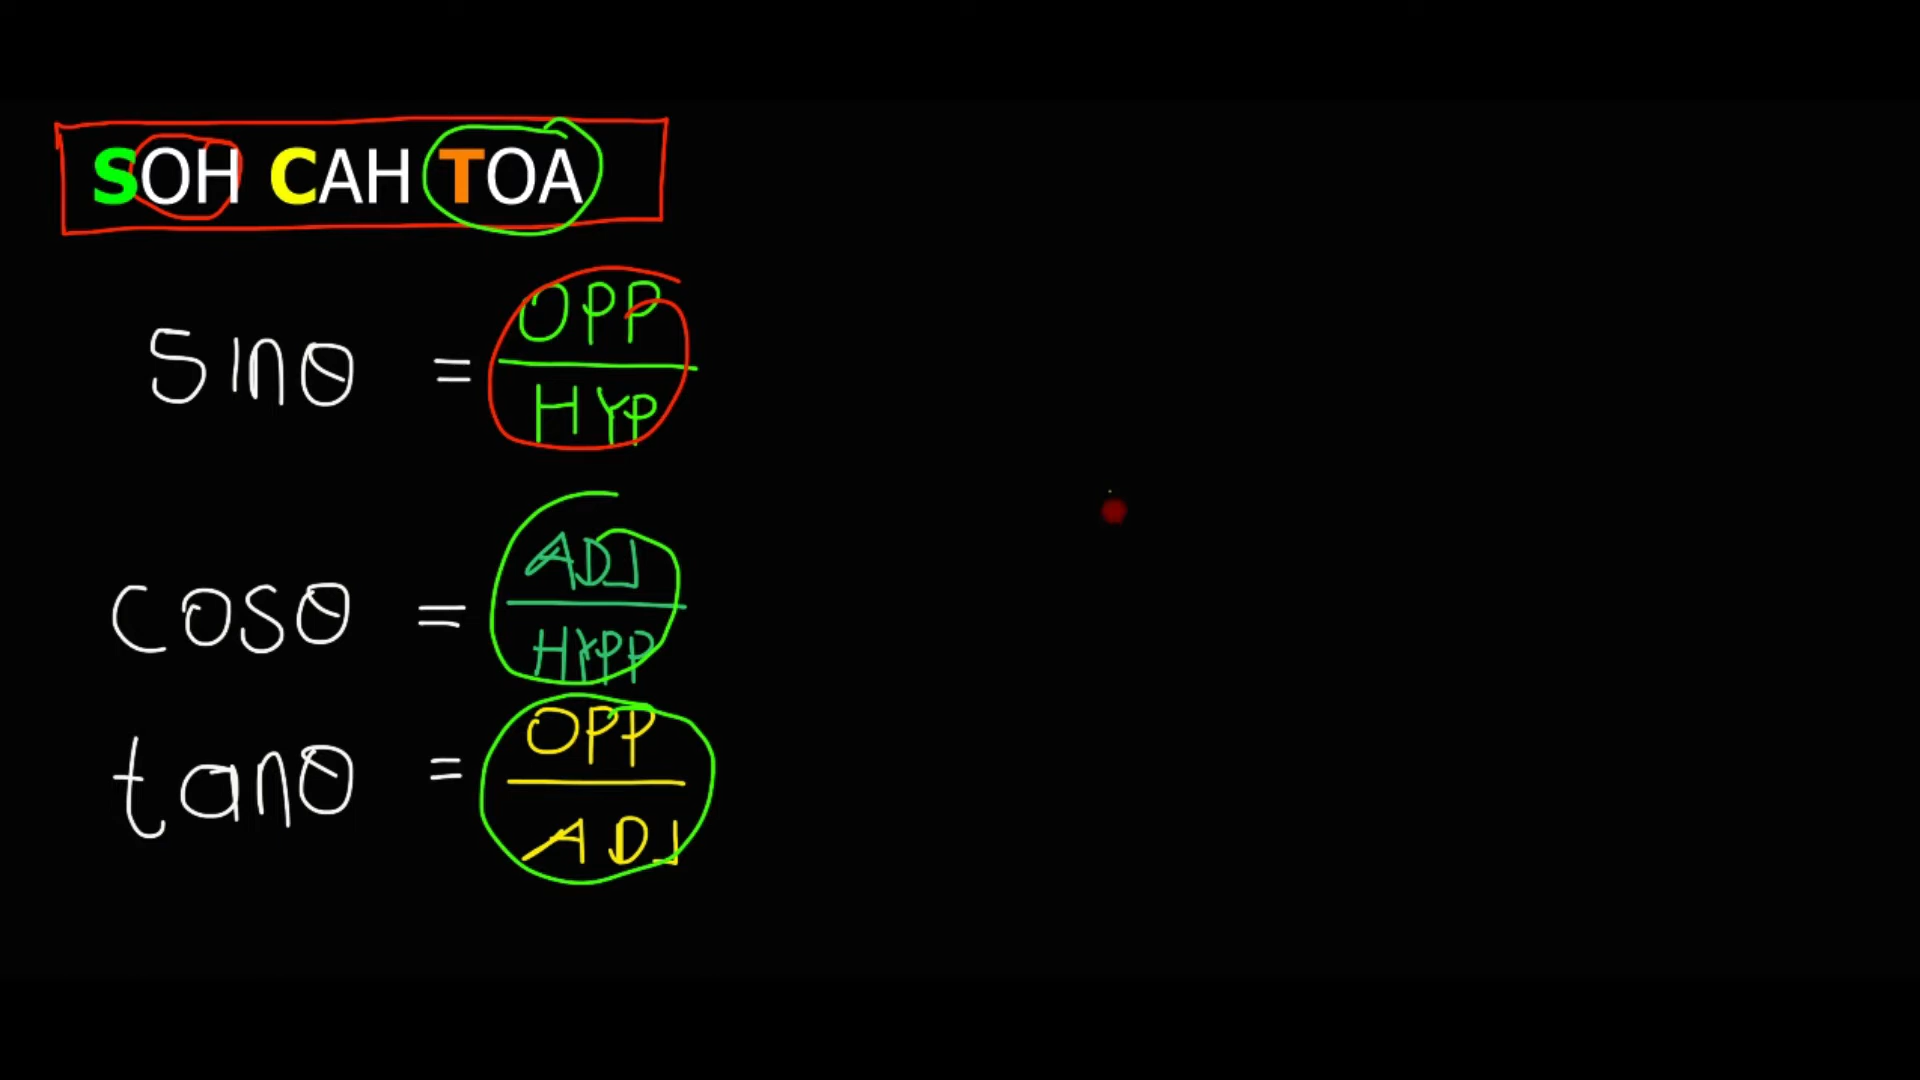 SOH CAH TOA
sinθ = OPP
HYP
cosθ = ADJ
HYPP
tanθ = OPP
ADJ